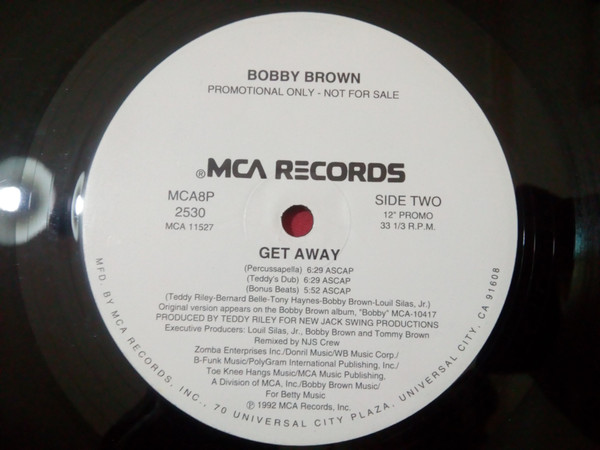 BOBBY BROWN
PROMOTIONAL ONLY - NOT FOR SALE
®MCA RECORDS
MCA8P
2530
MCA 11527
SIDE TWO
12" PROMO
33 1/3 R.P.M.
GET AWAY
(Percussapella) 6:29 ASCAP
(Teddy's Dub) 6:29 ASCAP
(Bonus Beats) 5:52 ASCAP
(Teddy Riley-Bernard Belle-Tony Haynes-Bobby Brown-Louil Silas, Jr.)
Original version appears on the Bobby Brown album, "Bobby" MCA-10417
PRODUCED BY TEDDY RILEY FOR NEW JACK SWING PRODUCTIONS
Executive Producers: Louil Silas, Jr., Bobby Brown and Tommy Brown
Remixed by NJS Crew
Zomba Enterprises Inc./Donril Music/WB Music Corp./
B-Funk Music/PolyGram International Publishing, Inc./
Toe Knee Hangs Music/MCA Music Publishing,
A Division of MCA, Inc./Bobby Brown Music/
For Betty Music
℗ 1992 MCA Records, Inc.
MFD. BY MCA RECORDS, INC., 70 UNIVERSAL CITY PLAZA, UNIVERSAL CITY, CA 91608